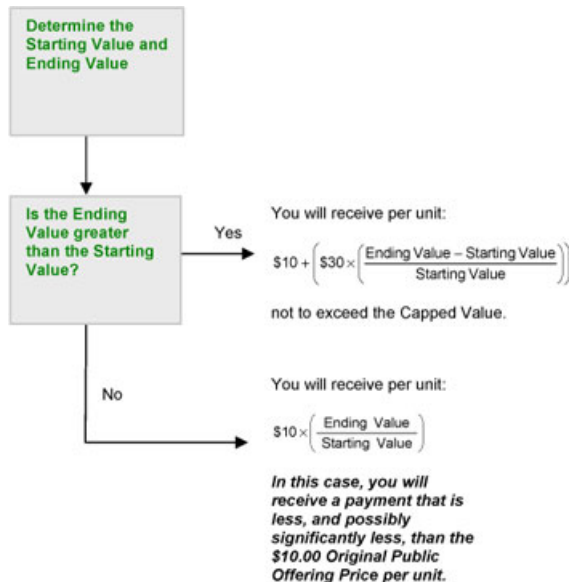 Determine the
Starting Value and
Ending Value
Is the Ending
Value greater
than the Starting
Value?
Yes
You will receive per unit:
$10 + ($30 × (Ending Value – Starting Value / Starting Value))
not to exceed the Capped Value.
No
You will receive per unit:
$10 × (Ending Value / Starting Value)
In this case, you will
receive a payment that is
less, and possibly
significantly less, than the
$10.00 Original Public
Offering Price per unit.